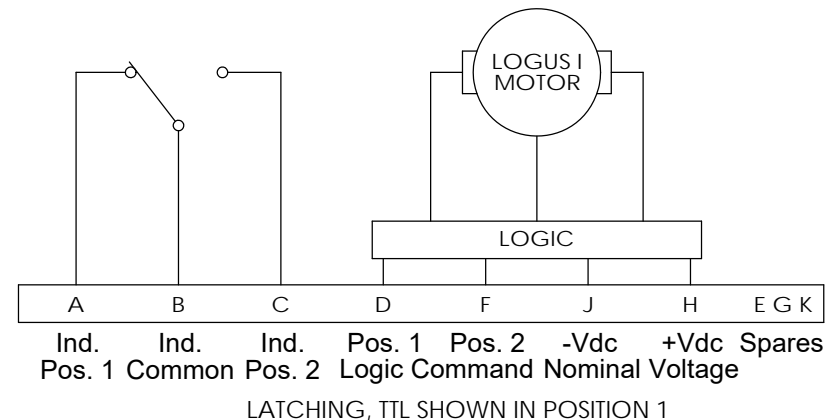 LOGUS I
MOTOR
LOGIC
A B C D F J H E G K
Ind. Ind. Ind. Pos. 1 Pos. 2 -Vdc +Vdc Spares
Pos. 1 Common Pos. 2 Logic Command Nominal Voltage
LATCHING, TTL SHOWN IN POSITION 1